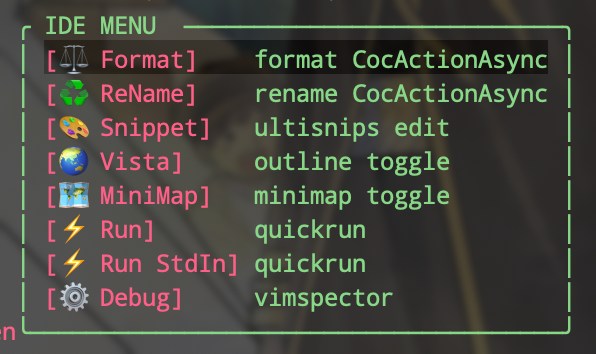 IDE MENU
[⚖️ Format] format CocActionAsync
[♻️ ReName] rename CocActionAsync
[🎨 Snippet] ultisnips edit
[🌏 Vista] outline toggle
[🗺️ MiniMap] minimap toggle
[⚡ Run] quickrun
[⚡ Run StdIn] quickrun
[⚙️ Debug] vimspector
en